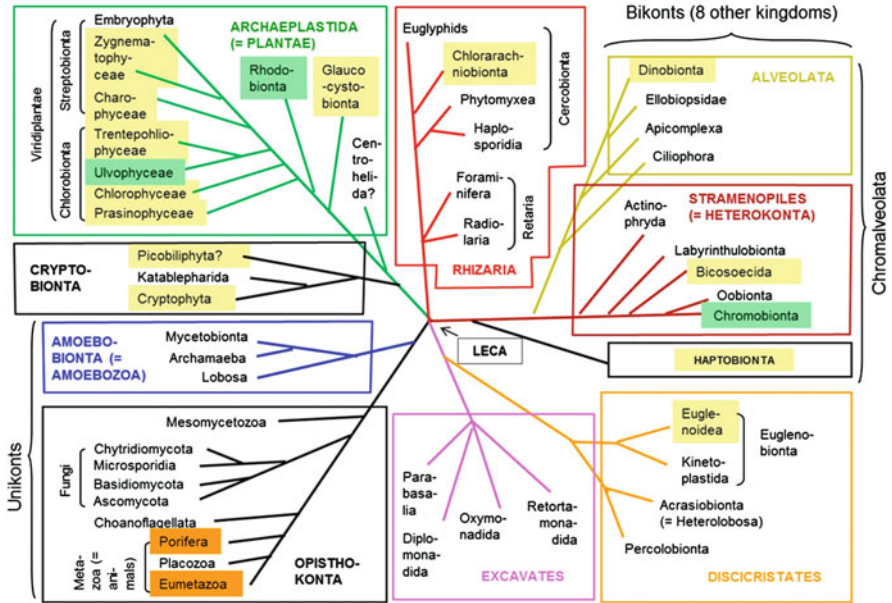 Bikonts (8 other kingdoms)
Embryophyta
Zygnema-
tophy-
ceae
Charo-
phyceae
Streptobionta
Trentepohlio-
phyceae
Ulvophyceae
Chlorophyceae
Prasinophyceae
Chlorobionta
Viridiplantae
ARCHAEPLASTIDA
(= PLANTAE)
Rhodo-
bionta
Glauco
-cysto-
bionta
Cen-
tro-
heli-
da?
Euglyphids
Chlorarach-
niobionta
Phytomyxea
Haplo-
sporidia
Cercobionta
Foramı-
nifera
Radio-
laria
Retaria
RHIZARIA
Dinobionta
ALVEOLATA
Ellobiopsidae
Apicomplexa
Ciliophora
STRAMENOPILES
(= HETEROKONTA)
Actino-
phryda
Labyrinthulobionta
Bicosoecida
Oobionta
Chromobionta
HAPTOBIONTA
Chromalveolata
CRYPTO-
BIONTA
Picobiliphyta?
Katablepharida
Cryptophyta
LECA
AMOEBO-
BIONTA (=
AMOEBOZOA)
Mycetobionta
Archamaeba
Lobosa
Unikonts
Mesomycetozoa
Fungi
Chytridiomycota
Microsporidia
Basidiomycota
Ascomycota
Choanoflagellata
Meta-
zoa (=
ani-
mals)
Porifera
Placozoa
Eumetazoa
OPISTHO-
KONTA
Para-
basa-
lia
Diplo-
mona-
dida
Oxymo-
nadida
Retorta-
mona-
dida
EXCAVATES
Eugle-
noidea
Kineto-
plastida
Eugleno-
bionta
Acrasiobionta
(= Heterolobosa)
Percolobionta
DISCICRISTATES